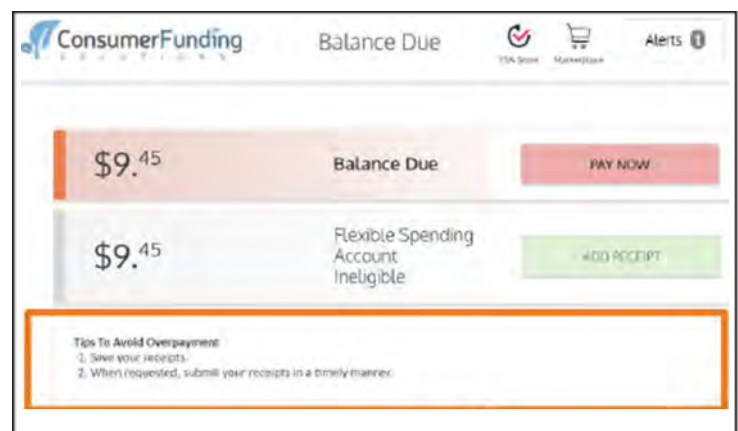 ConsumerFunding
SOLUTIONS
Balance Due
Marketplace
Alerts
$9.45
Balance Due
PAY NOW
$9.45
Flexible Spending
Account
Ineligible
ADD RECEIPT
Tips To Avoid Overpayment
1. Save your receipts.
2. When requested, submit your receipts in a timely manner.